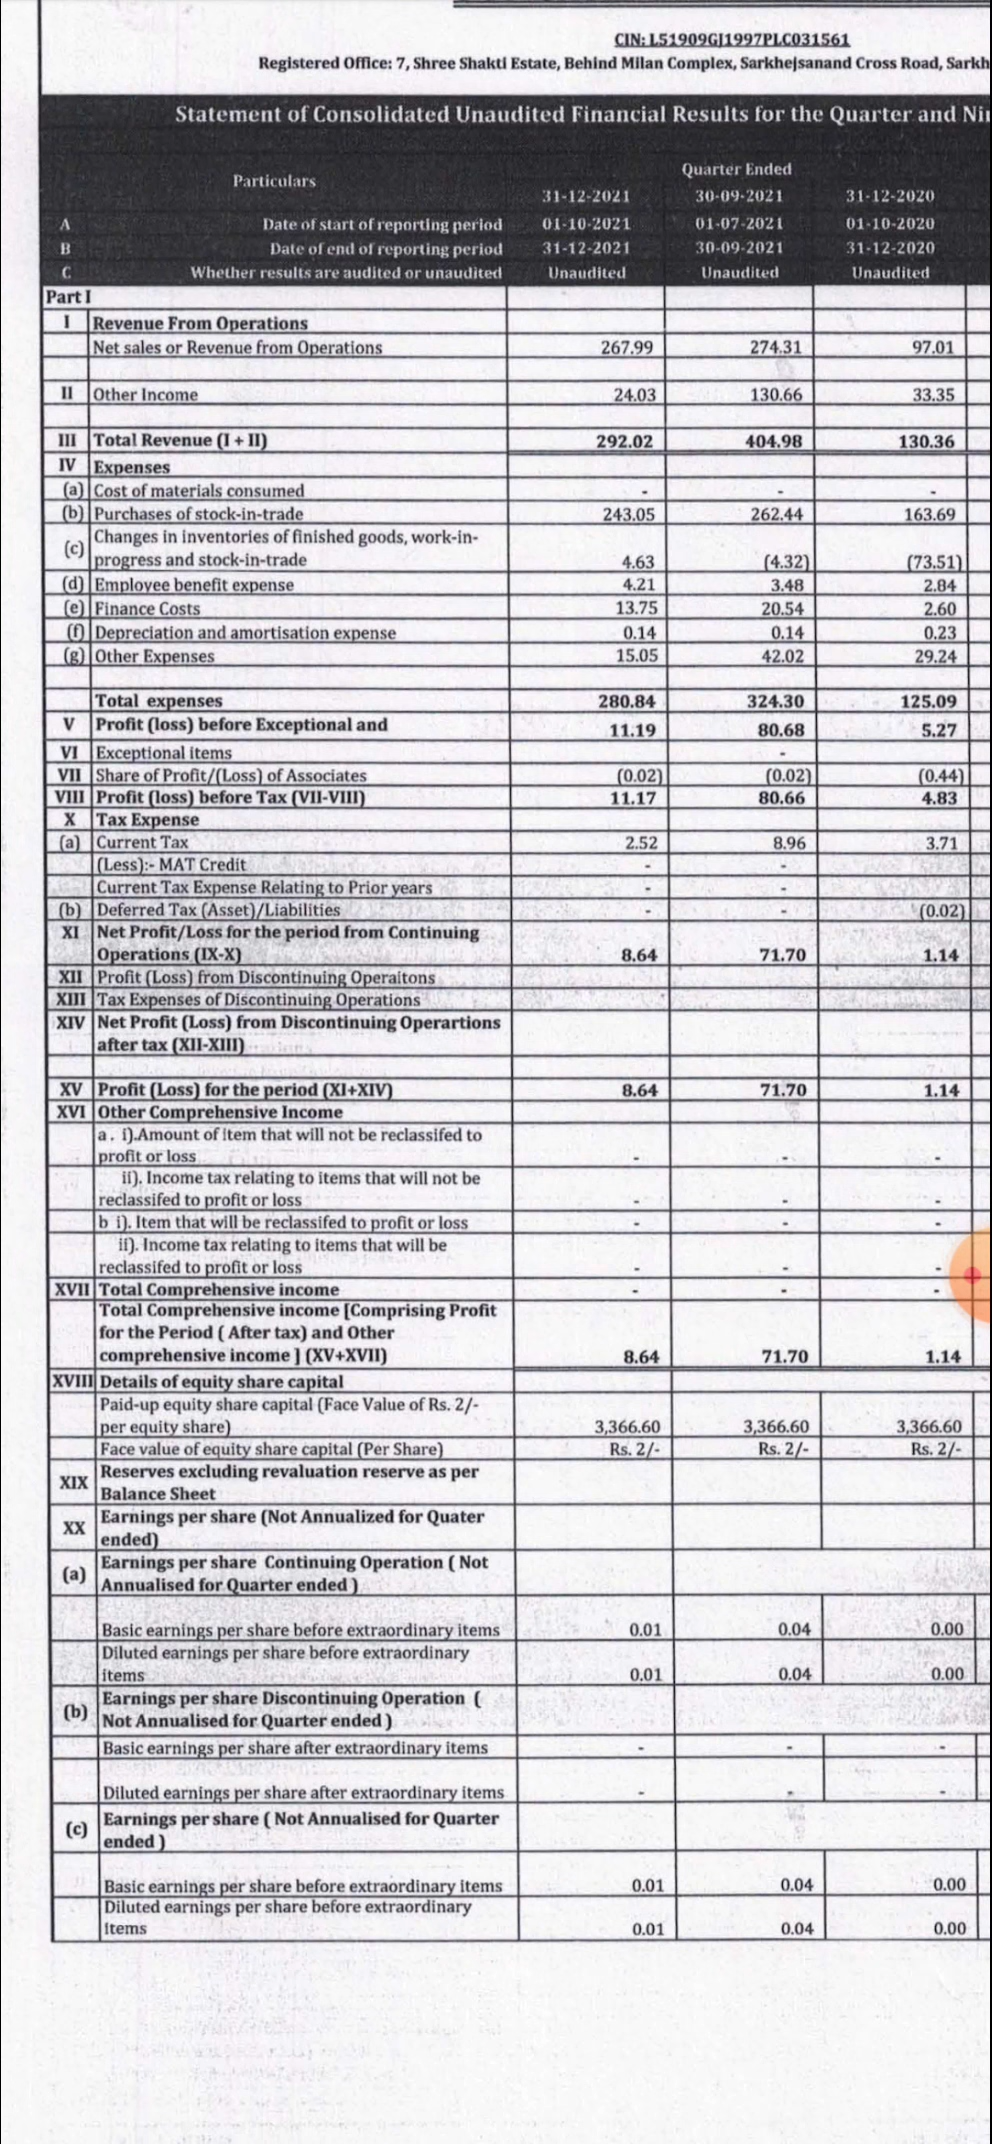 CIN: L51909GJ1997PLC031561
Registered Office: 7, Shree Shakti Estate, Behind Milan Complex, Sarkhejsanand Cross Road, Sarkh
Statement of Consolidated Unaudited Financial Results for the Quarter and Ni
Particulars Quarter Ended
31-12-2021 30-09-2021 31-12-2020
A Date of start of reporting period 01-10-2021 01-07-2021 01-10-2020
B Date of end of reporting period 31-12-2021 30-09-2021 31-12-2020
C Whether results are audited or unaudited Unaudited Unaudited Unaudited
Part I
I Revenue From Operations
Net sales or Revenue from Operations 267.99 274.31 97.01
II Other Income 24.03 130.66 33.35
III Total Revenue (I + II) 292.02 404.98 130.36
IV Expenses
(a) Cost of materials consumed - - -
(b) Purchases of stock-in-trade 243.05 262.44 163.69
(c) Changes in inventories of finished goods, work-in-
progress and stock-in-trade 4.63 (4.32) (73.51)
(d) Employee benefit expense 4.21 3.48 2.84
(e) Finance Costs 13.75 20.54 2.60
(f) Depreciation and amortisation expense 0.14 0.14 0.23
(g) Other Expenses 15.05 42.02 29.24
Total expenses 280.84 324.30 125.09
V Profit (loss) before Exceptional and 11.19 80.68 5.27
VI Exceptional items -
VII Share of Profit/(Loss) of Associates (0.02) (0.02) (0.44)
VIII Profit (loss) before Tax (VII-VIII) 11.17 80.66 4.83
X Tax Expense
(a) Current Tax 2.52 8.96 3.71
(Less):- MAT Credit - -
Current Tax Expense Relating to Prior years - -
(b) Deferred Tax (Asset)/Liabilities - - (0.02)
XI Net Profit/Loss for the period from Continuing
Operations (IX-X) 8.64 71.70 1.14
XII Profit (Loss) from Discontinuing Operaitons
XIII Tax Expenses of Discontinuing Operations
XIV Net Profit (Loss) from Discontinuing Operartions
after tax (XII-XIII)
XV Profit (Loss) for the period (XI+XIV) 8.64 71.70 1.14
XVI Other Comprehensive Income
a. i).Amount of item that will not be reclassifed to
profit or loss - - -
ii). Income tax relating to items that will not be
reclassifed to profit or loss - - -
b i). Item that will be reclassifed to profit or loss - - -
ii). Income tax relating to items that will be
reclassifed to profit or loss - - -
XVII Total Comprehensive income - - -
Total Comprehensive income [Comprising Profit
for the Period ( After tax) and Other
comprehensive income ] (XV+XVII) 8.64 71.70 1.14
XVIII Details of equity share capital
Paid-up equity share capital (Face Value of Rs. 2/-
per equity share) 3,366.60 3,366.60 3,366.60
Face value of equity share capital (Per Share) Rs. 2/- Rs. 2/- Rs. 2/-
XIX Reserves excluding revaluation reserve as per
Balance Sheet
XX Earnings per share (Not Annualized for Quater
ended)
(a) Earnings per share Continuing Operation ( Not
Annualised for Quarter ended )
Basic earnings per share before extraordinary items 0.01 0.04 0.00
Diluted earnings per share before extraordinary
items 0.01 0.04 0.00
(b) Earnings per share Discontinuing Operation (
Not Annualised for Quarter ended )
Basic earnings per share after extraordinary items - - -
Diluted earnings per share after extraordinary items - - -
(c) Earnings per share ( Not Annualised for Quarter
ended )
Basic earnings per share before extraordinary items 0.01 0.04 0.00
Diluted earnings per share before extraordinary
items 0.01 0.04 0.00